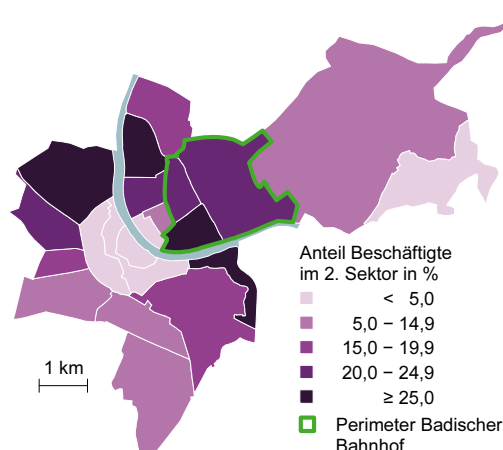 Anteil Beschäftigte
im 2. Sektor in %
< 5,0
5,0 – 14,9
15,0 – 19,9
20,0 – 24,9
≥ 25,0
1 km
Perimeter Badischer
Bahnhof